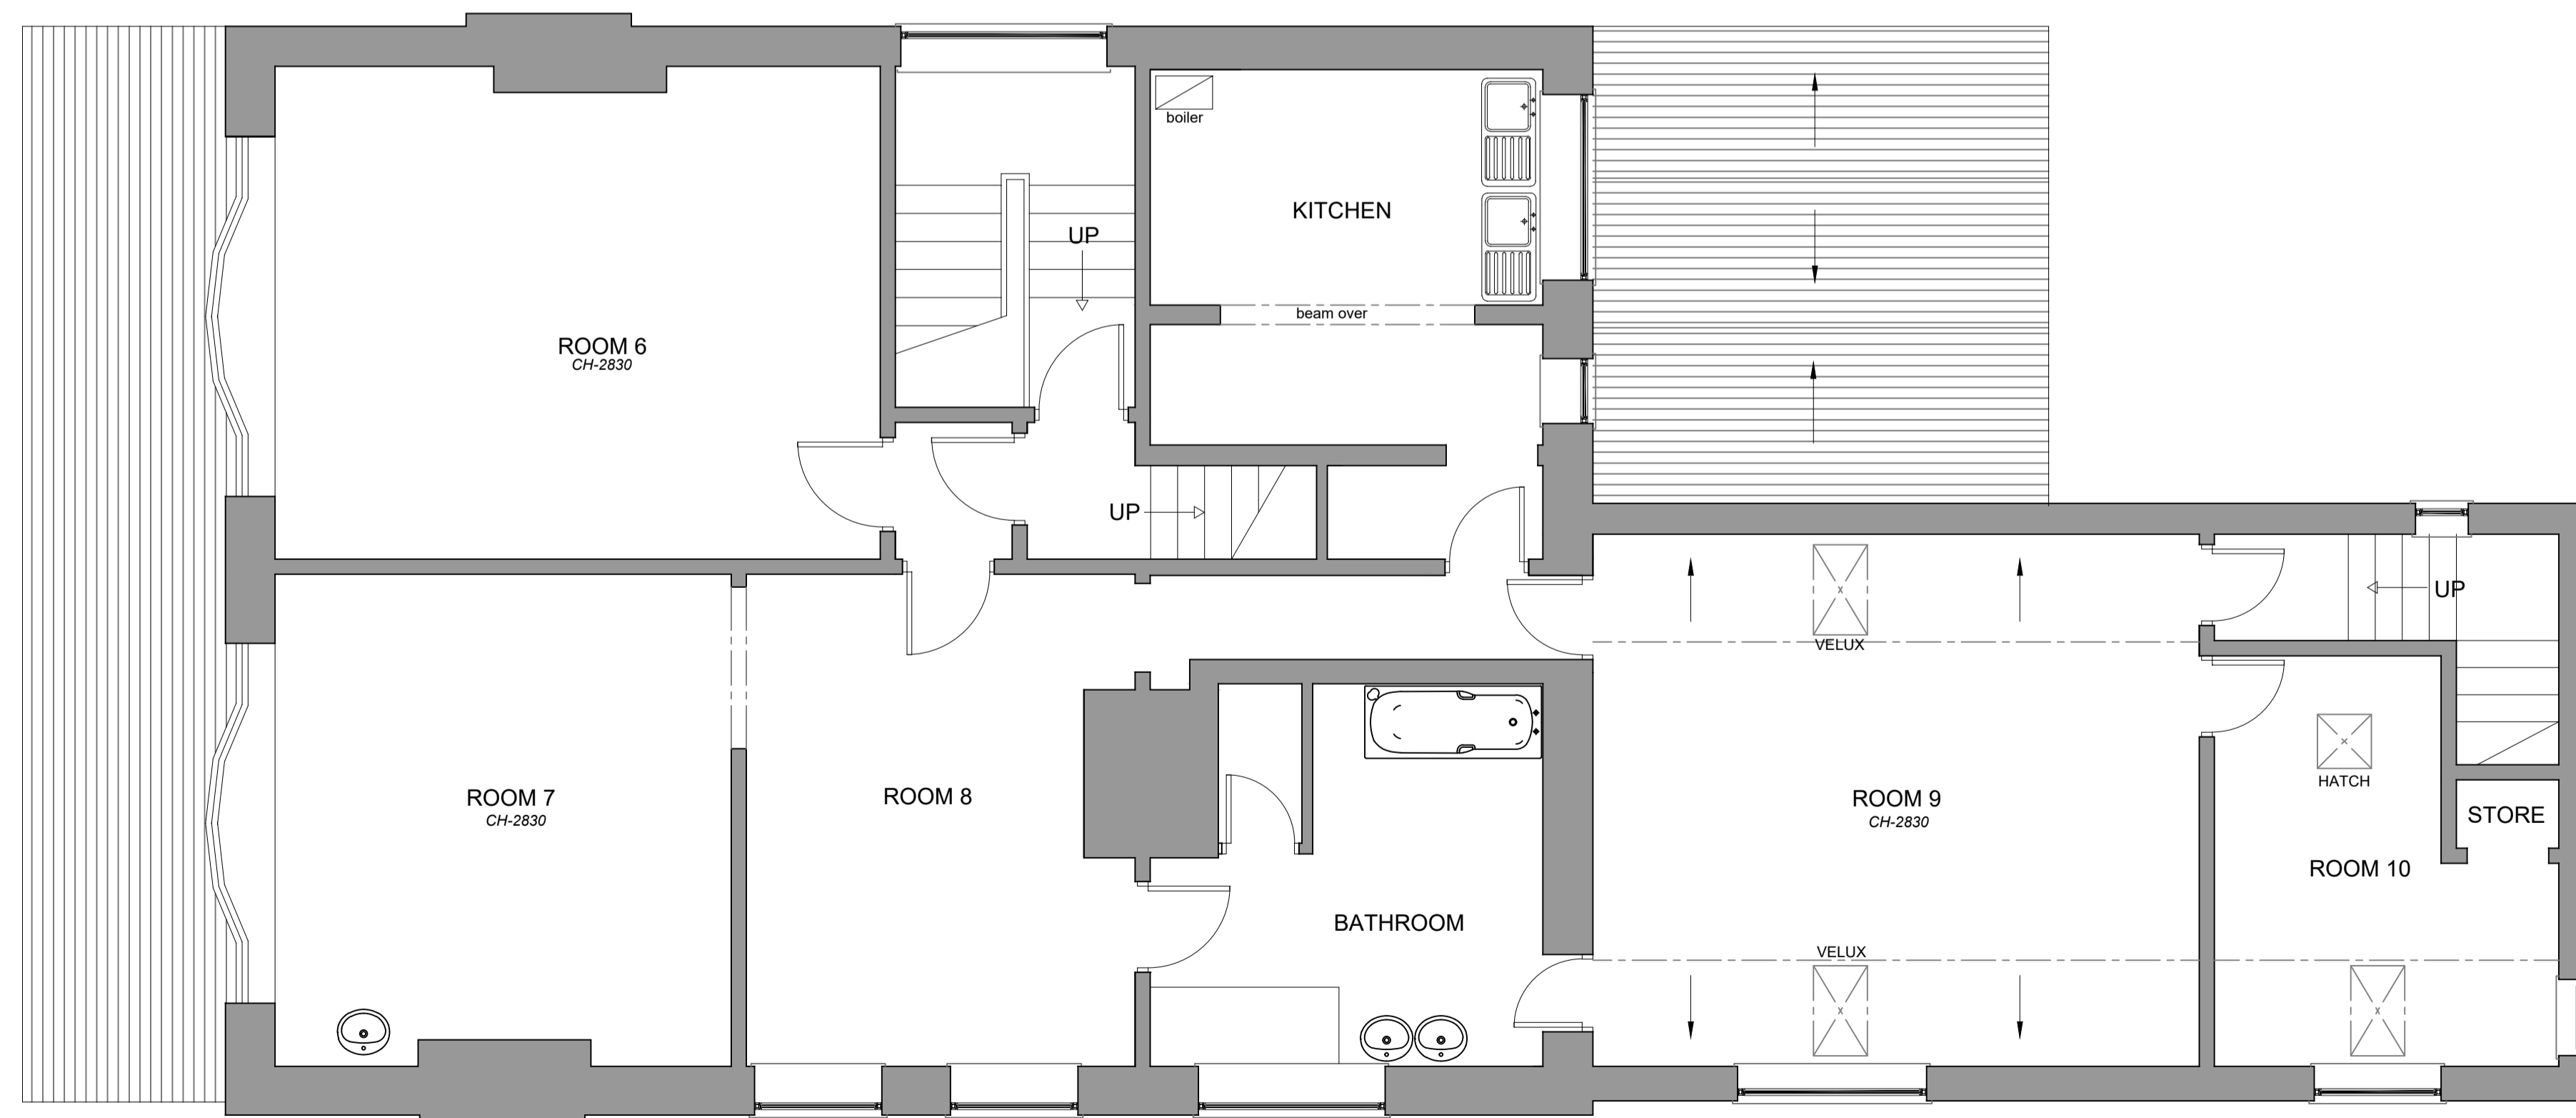 boiler
KITCHEN
UP
beam over
ROOM 6
CH-2830
UP
UP
VELUX
HATCH
ROOM 7
CH-2830
ROOM 8
ROOM 9
CH-2830
STORE
ROOM 10
BATHROOM
VELUX